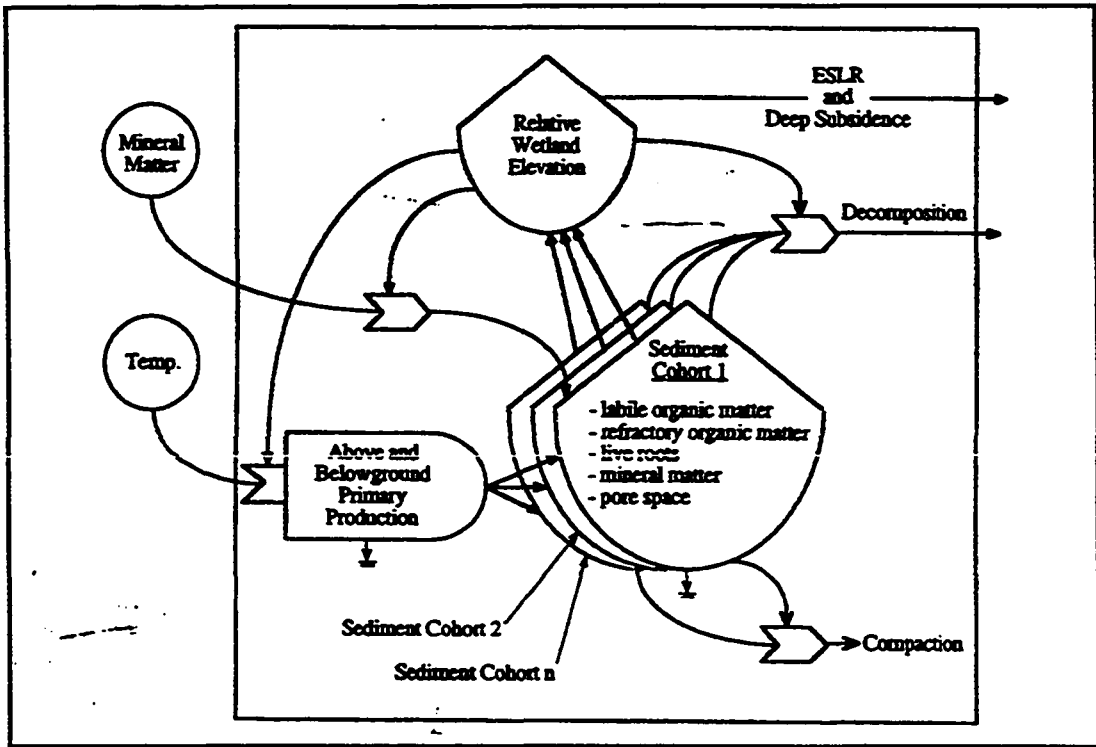 ESLR
and
Deep Subsidence
Mineral
Matter
Relative
Wetland
Elevation
Decomposition
Temp.
Sediment
Cohort 1
- labile organic matter
- refractory organic matter
- live roots
- mineral matter
- pore space
Above and
Belowground
Primary
Production
Sediment Cohort 2
Sediment Cohort n
Compaction